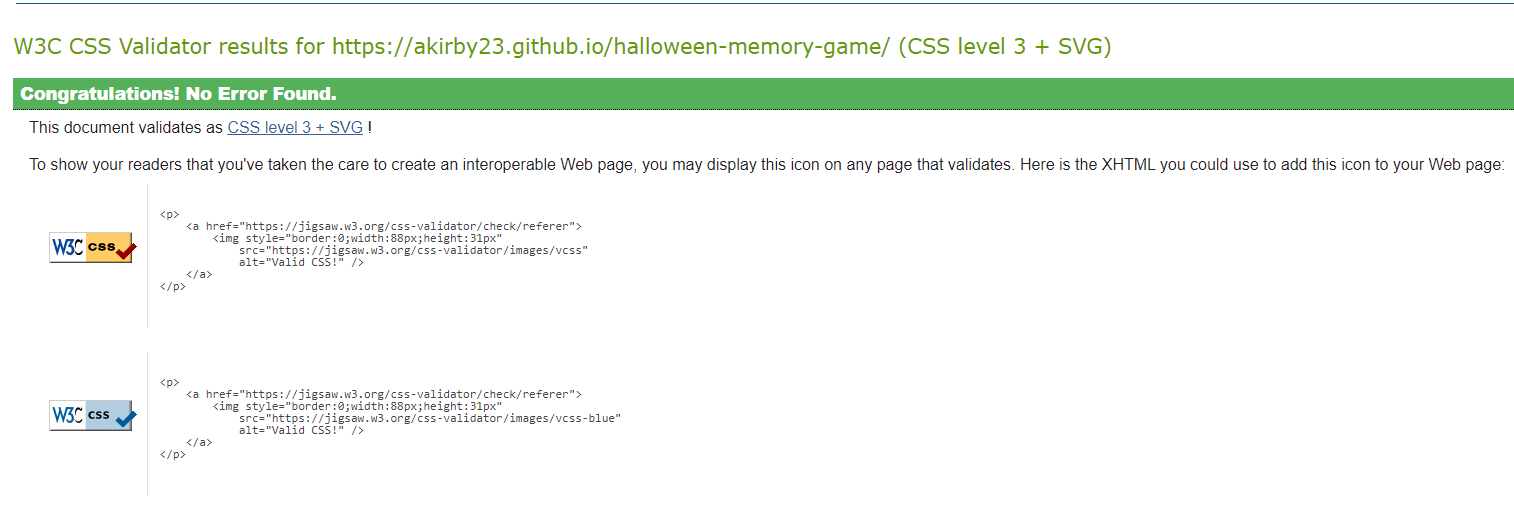 W3C CSS Validator results for https://akirby23.github.io/halloween-memory-game/ (CSS level 3 + SVG)
Congratulations! No Error Found.
This document validates as CSS level 3 + SVG !
To show your readers that you've taken the care to create an interoperable Web page, you may display this icon on any page that validates. Here is the XHTML you could use to add this icon to your Web page:
W3C css
<p>
    <a href="https://jigsaw.w3.org/css-validator/check/referer">
        <img style="border:0;width:88px;height:31px"
            src="https://jigsaw.w3.org/css-validator/images/vcss"
            alt="Valid CSS!" />
    </a>
</p>
W3C css
<p>
    <a href="https://jigsaw.w3.org/css-validator/check/referer">
        <img style="border:0;width:88px;height:31px"
            src="https://jigsaw.w3.org/css-validator/images/vcss-blue"
            alt="Valid CSS!" />
    </a>
</p>